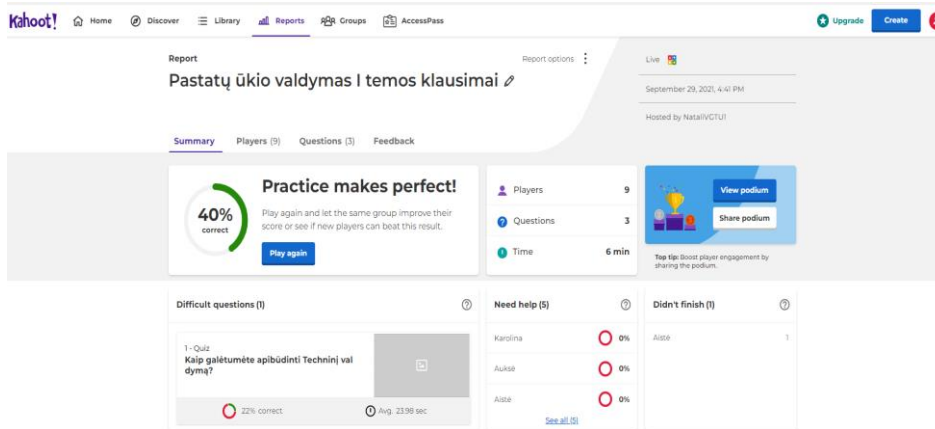 Kahoot!
Home
Discover
Library
Reports
Groups
AccessPass
Upgrade
Create
Report
Report options
Pastatų ūkio valdymas I temos klausimai
Live
September 29, 2021, 4:41 PM
Hosted by NataliVGTU1
Summary
Players (9)
Questions (3)
Feedback
40%
correct
Practice makes perfect!
Play again and let the same group improve their
score or see if new players can beat this result.
Play again
Players 9
Questions 3
Time 6 min
View podium
Share podium
Top tip: Boost player engagement by
sharing the podium.
Difficult questions (1)
1 - Quiz
Kaip galėtumėte apibūdinti Techninį val
dymą?
22% correct
Avg. 23.98 sec
Need help (5)
Karolina 0%
Auksė 0%
Aistė 0%
See all (5)
Didn't finish (1)
Aistė 1